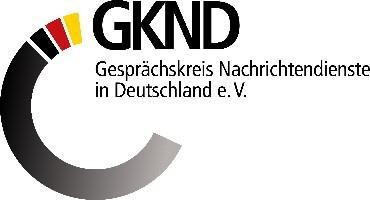 GKND
Gesprächskreis Nachrichtendienste
in Deutschland e. V.